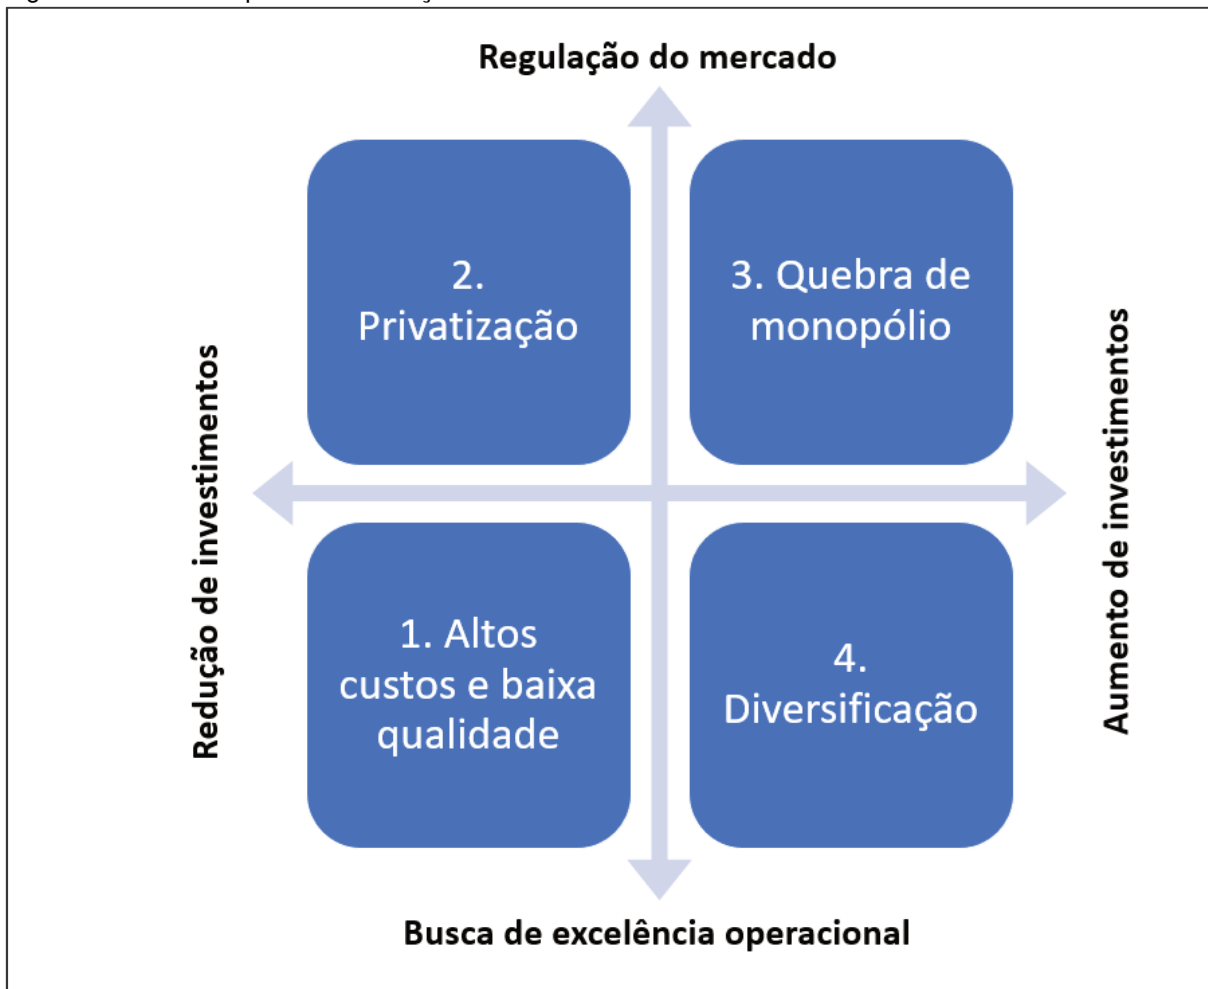 Regulação do mercado
2.
Privatização
3. Quebra de
monopólio
Redução de investimentos
Aumento de investimentos
1. Altos
custos e baixa
qualidade
4.
Diversificação
Busca de excelência operacional